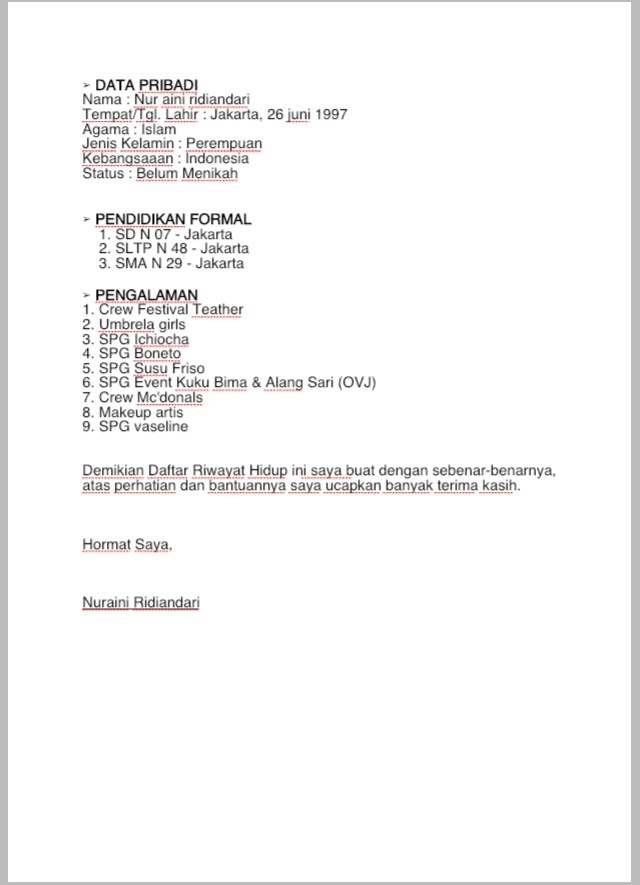 ➢ DATA PRIBADI
Nama : Nur aini ridiandari
Tempat/Tgl. Lahir : Jakarta, 26 juni 1997
Agama : Islam
Jenis Kelamin : Perempuan
Kebangsaaan : Indonesia
Status : Belum Menikah
➢ PENDIDIKAN FORMAL
1. SD N 07 - Jakarta
2. SLTP N 48 - Jakarta
3. SMA N 29 - Jakarta
➢ PENGALAMAN
1. Crew Festival Teather
2. Umbrela girls
3. SPG Ichiocha
4. SPG Boneto
5. SPG Susu Friso
6. SPG Event Kuku Bima & Alang Sari (OVJ)
7. Crew Mc'donals
8. Makeup artis
9. SPG vaseline
Demikian Daftar Riwayat Hidup ini saya buat dengan sebenar-benarnya,
atas perhatian dan bantuannya saya ucapkan banyak terima kasih.
Hormat Saya,
Nuraini Ridiandari